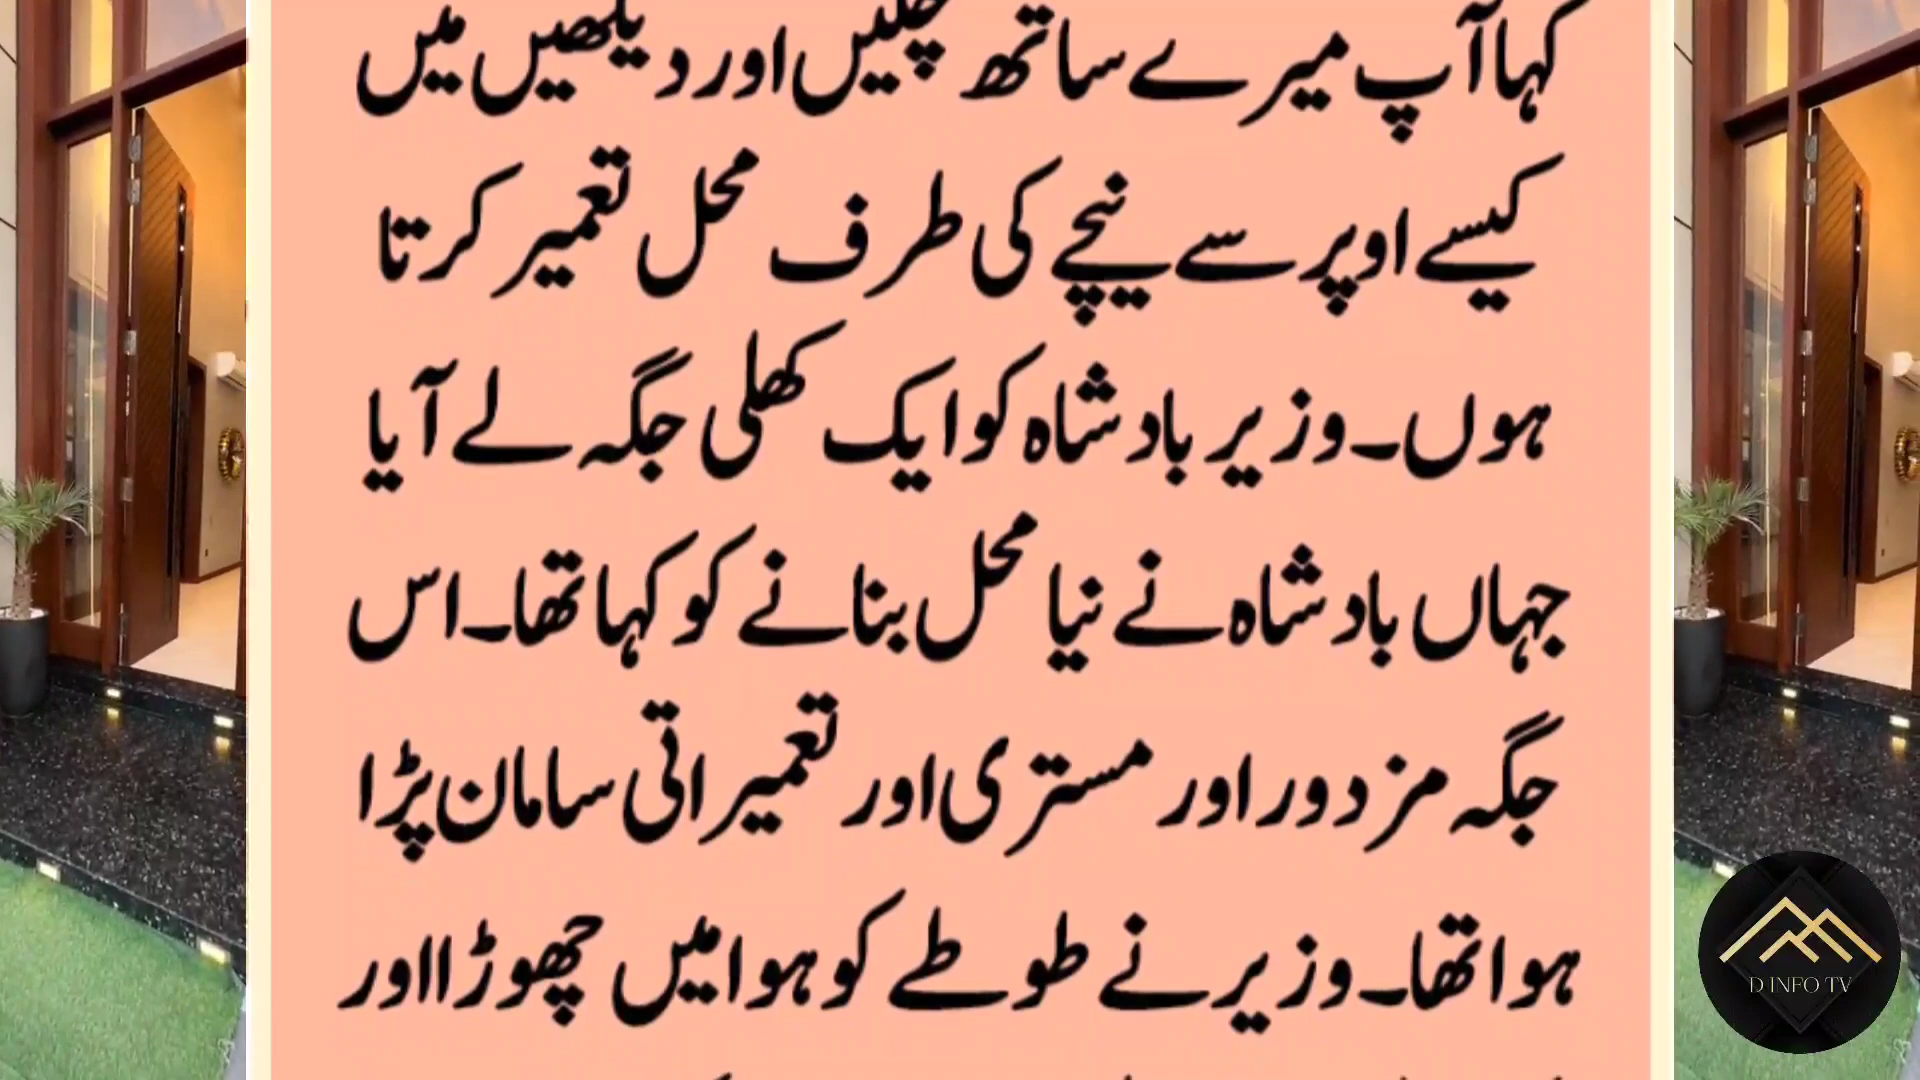 کہا آپ میرے ساتھ چلیں اور دیکھیں میں
کیسے اوپر سے نیچے کی طرف محل تعمیر کرتا
ہوں۔ وزیر بادشاہ کو ایک کھلی جگہ لے آیا
جہاں بادشاہ نے نیا محل بنانے کو کہا تھا۔ اس
جگہ مزدور اور مستری اور تعمیراتی سامان پڑا
ہوا تھا۔ وزیر نے طوطے کو ہوا میں چھوڑا اور
D INFO TV